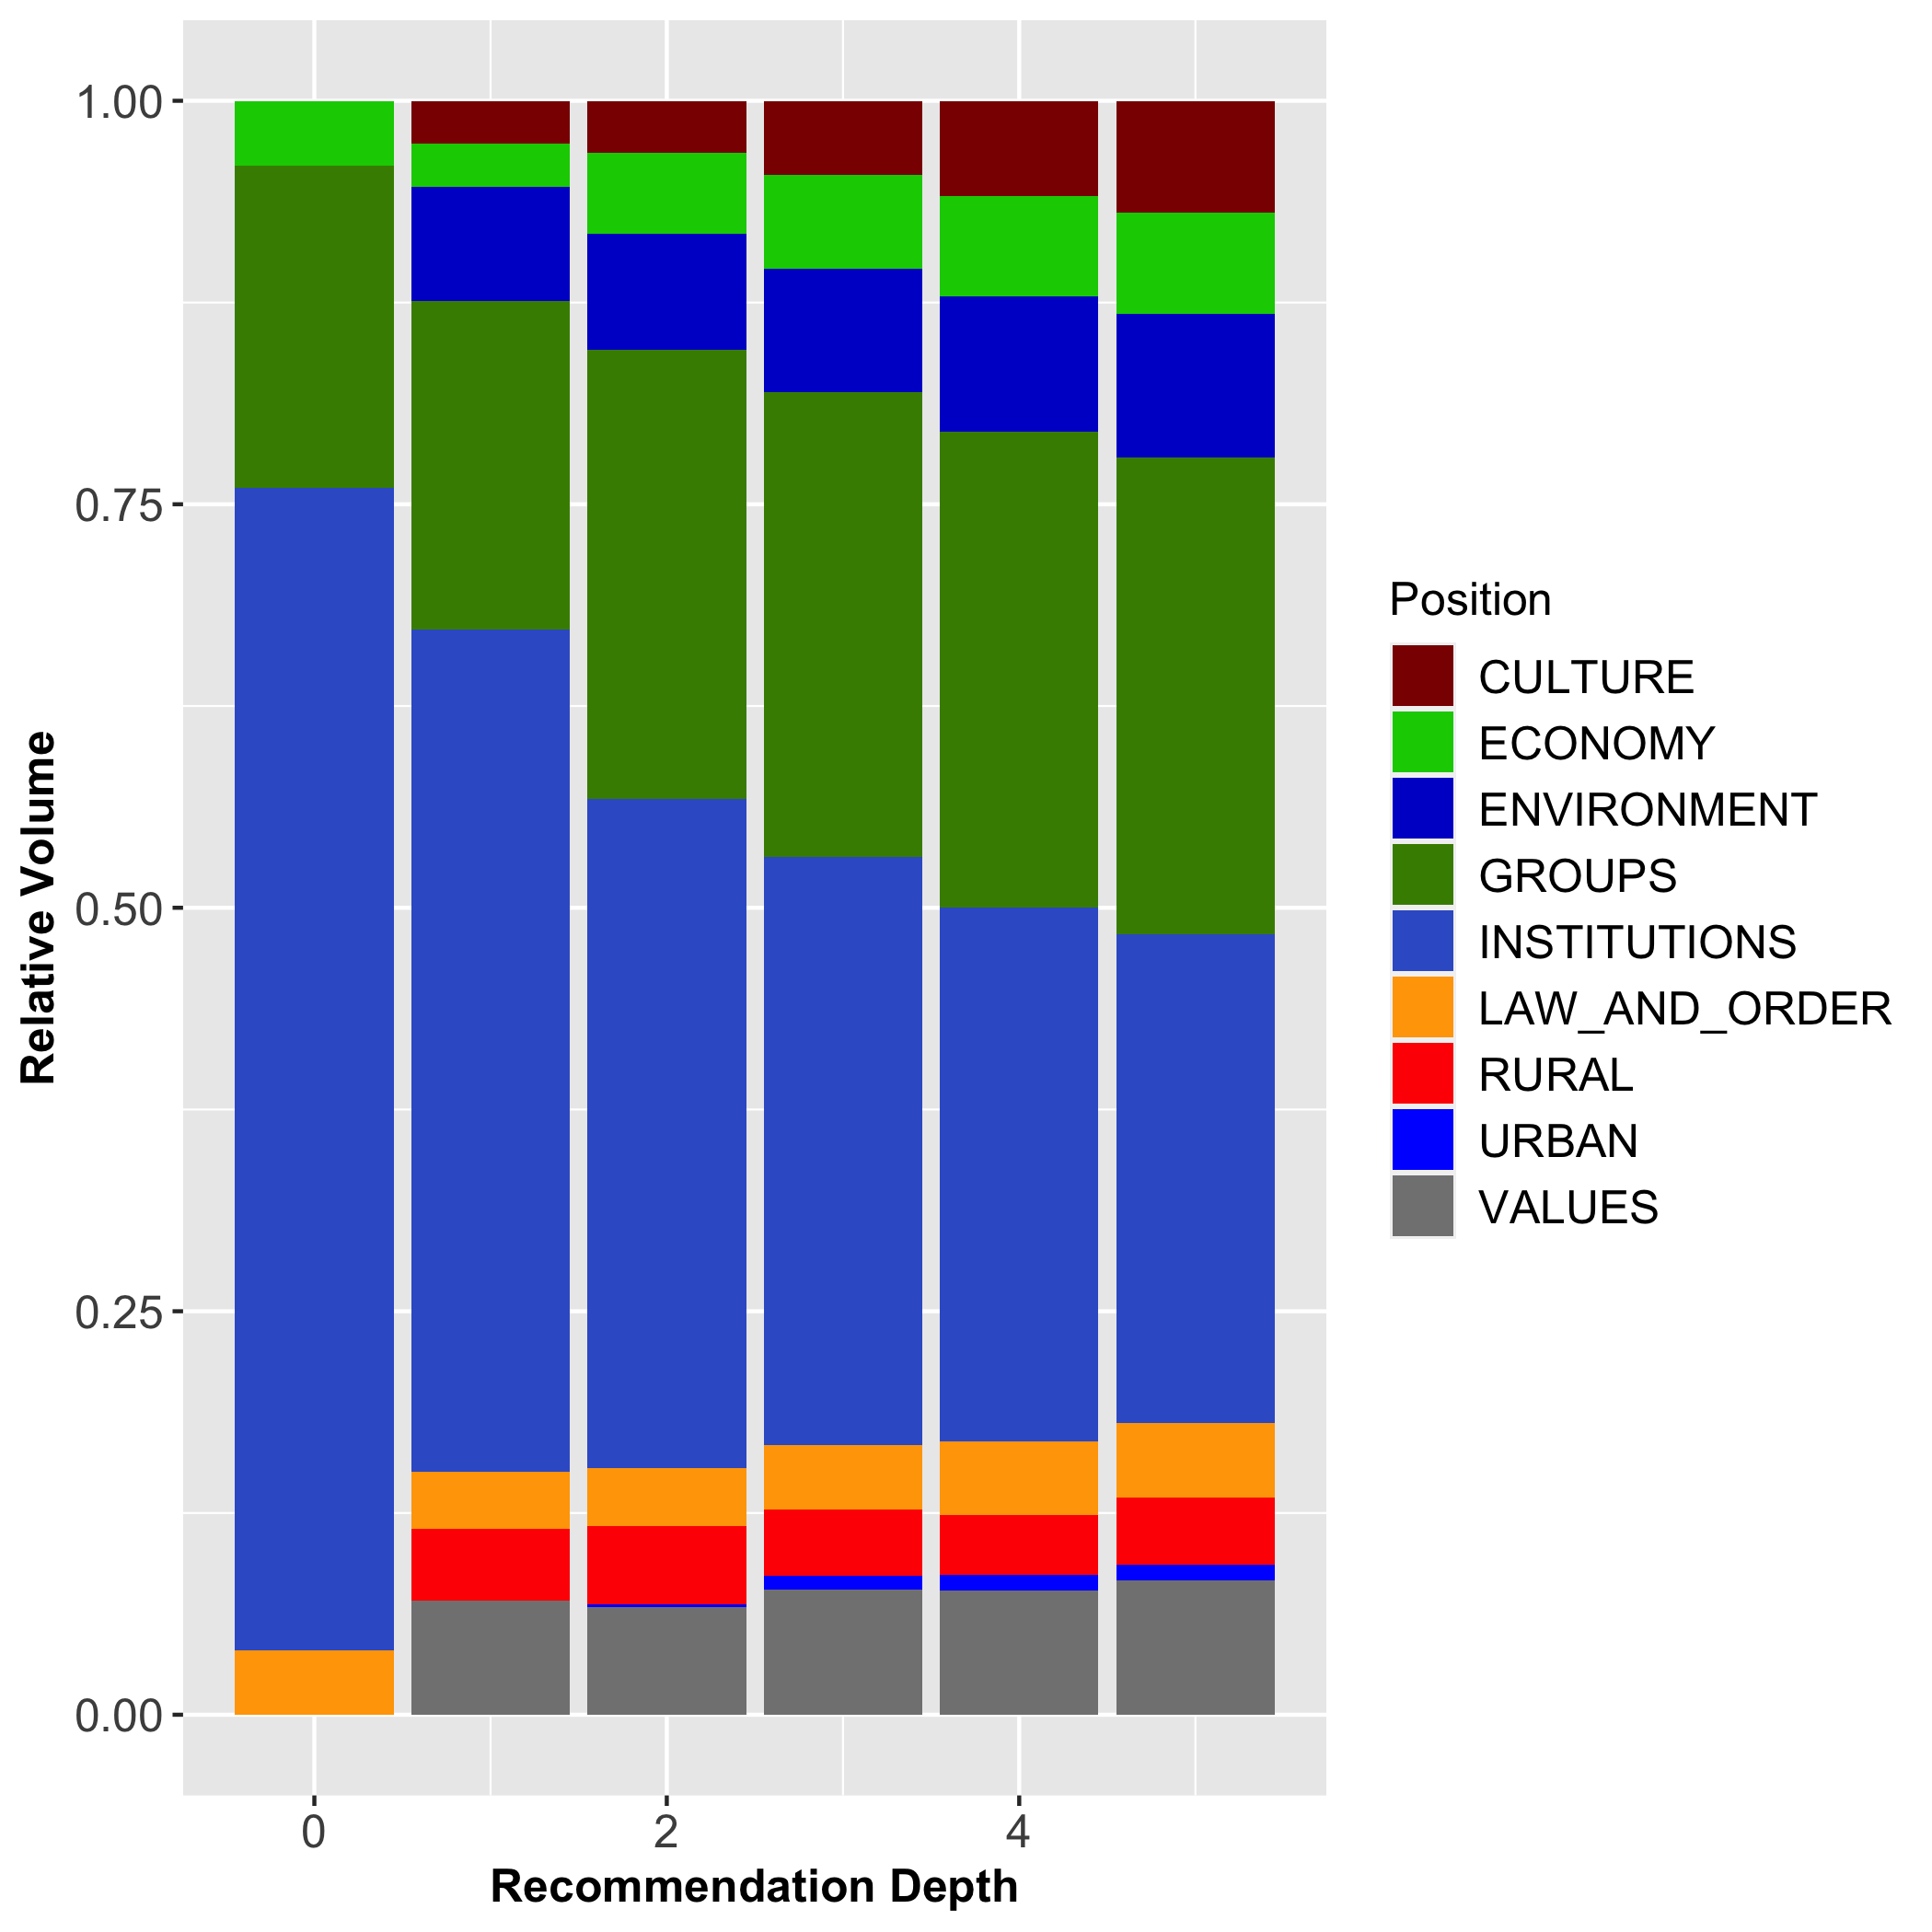 1.00
0.75
0.50
0.25
0.00
Relative Volume
0
2
4
Recommendation Depth
Position
CULTURE
ECONOMY
ENVIRONMENT
GROUPS
INSTITUTIONS
LAW_AND_ORDER
RURAL
URBAN
VALUES